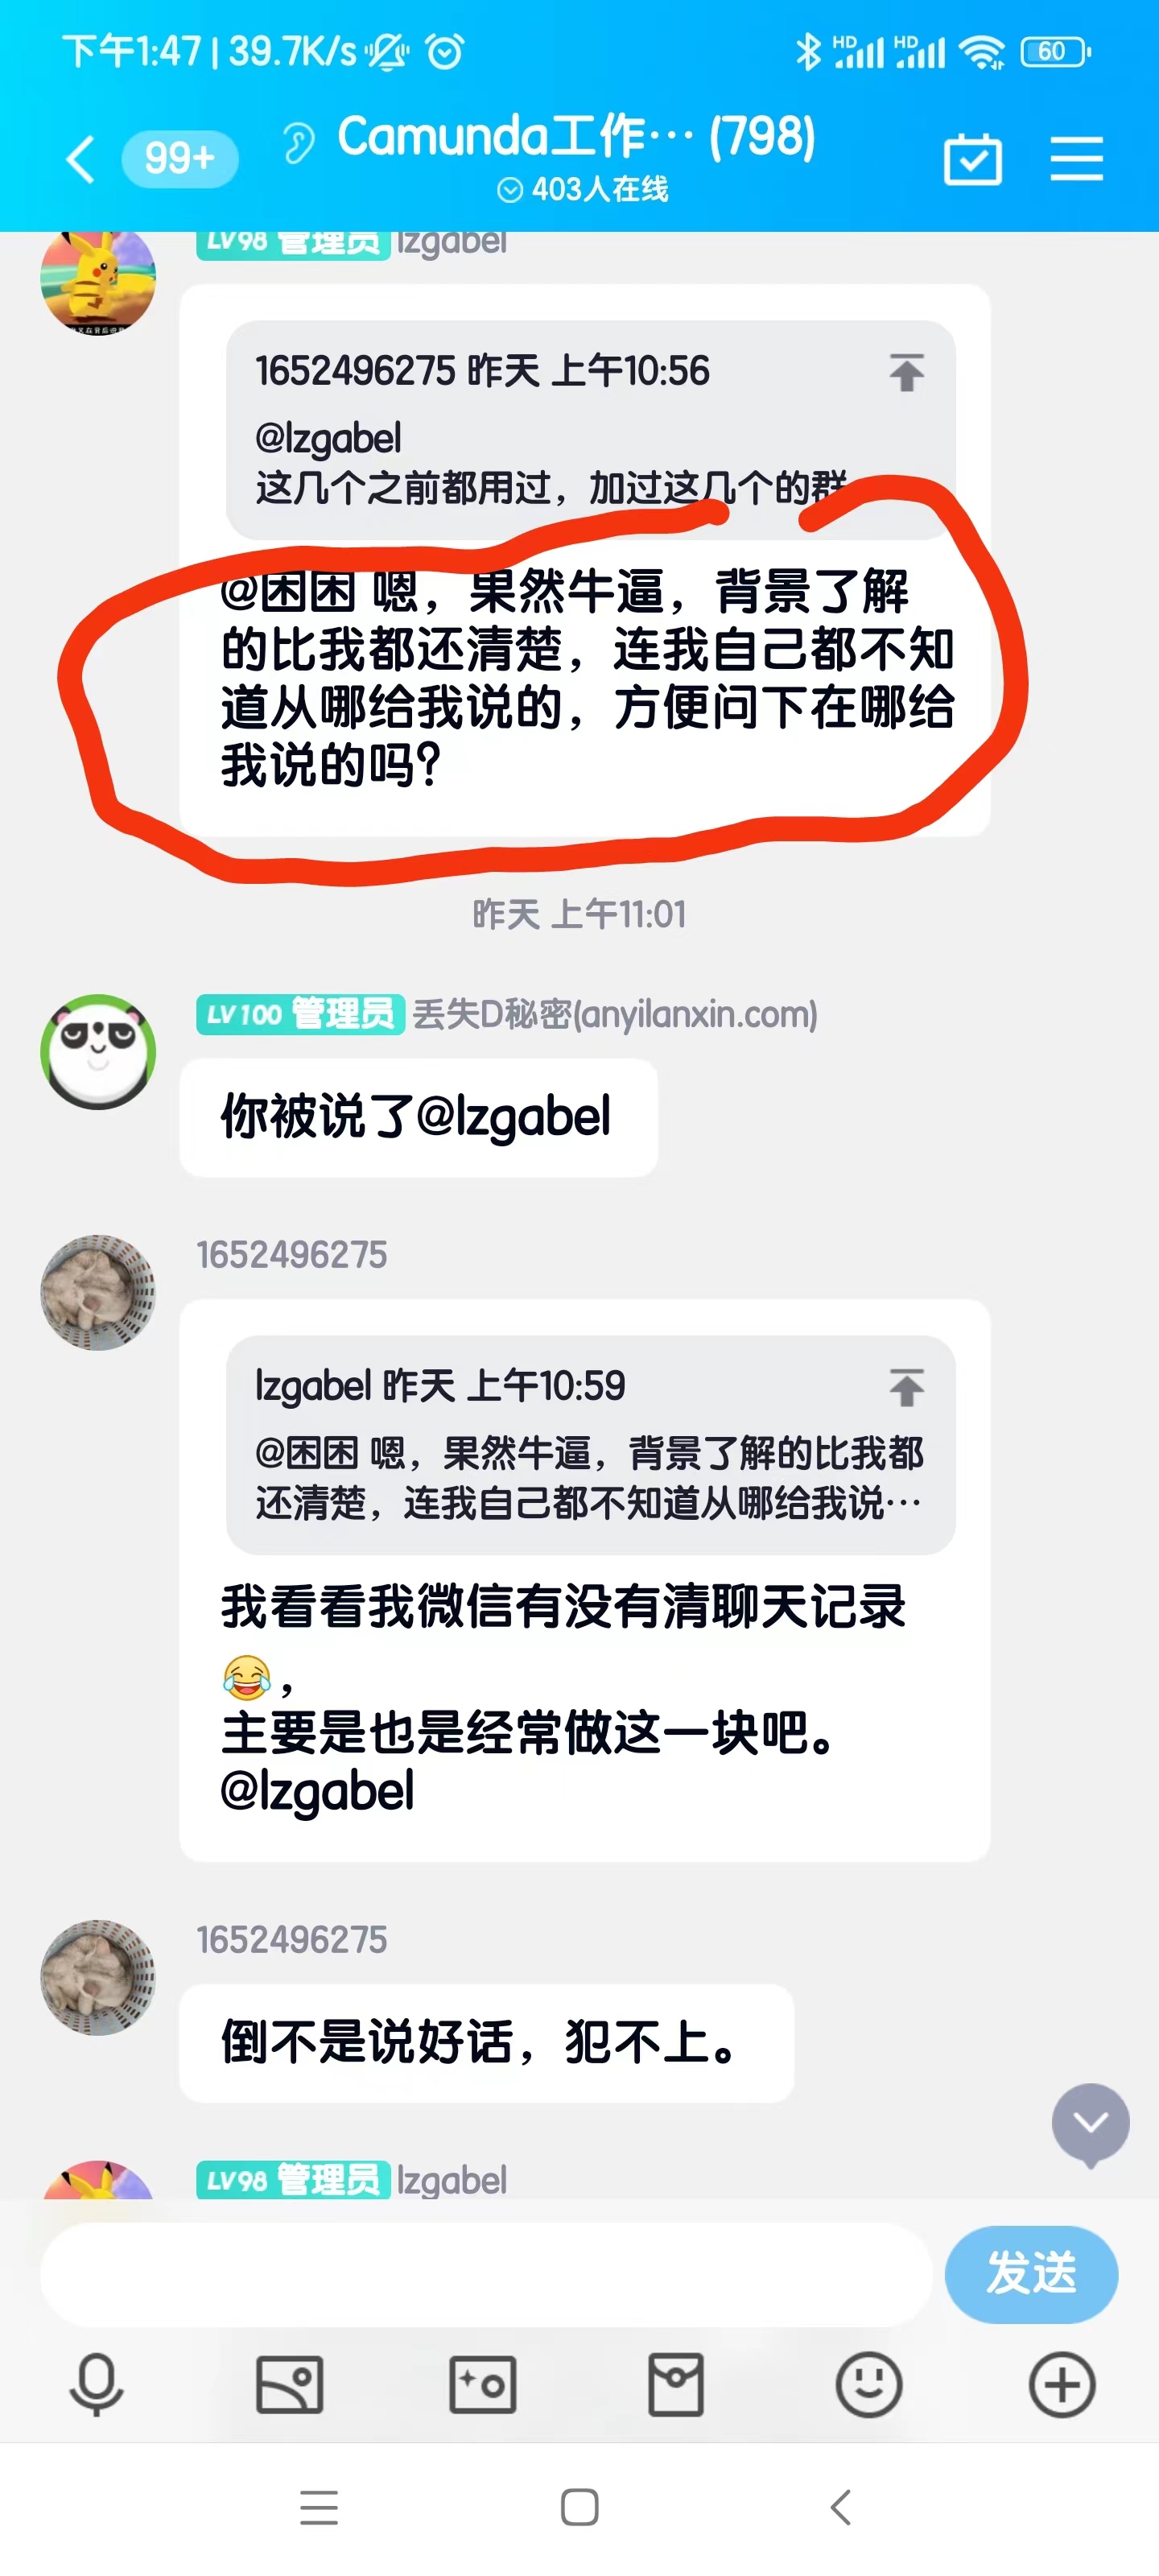 下午1:47 | 39.7K/s
HD HD 60
99+
Camunda工作··· (798)
403人在线
LV98 管理员 lzgabel
1652496275 昨天 上午10:56
@lzgabel
这几个之前都用过，加过这几个的群
@困困 嗯，果然牛逼，背景了解
的比我都还清楚，连我自己都不知
道从哪给我说的，方便问下在哪给
我说的吗？
昨天 上午11:01
LV100 管理员 丢失D秘密(anyilanxin.com)
你被说了@lzgabel
1652496275
lzgabel 昨天 上午10:59
@困困 嗯，果然牛逼，背景了解的比我都
还清楚，连我自己都不知道从哪给我说···
我看看我微信有没有清聊天记录
😂，
主要是也是经常做这一块吧。
@lzgabel
1652496275
倒不是说好话，犯不上。
LV98 管理员 lzgabel
发送